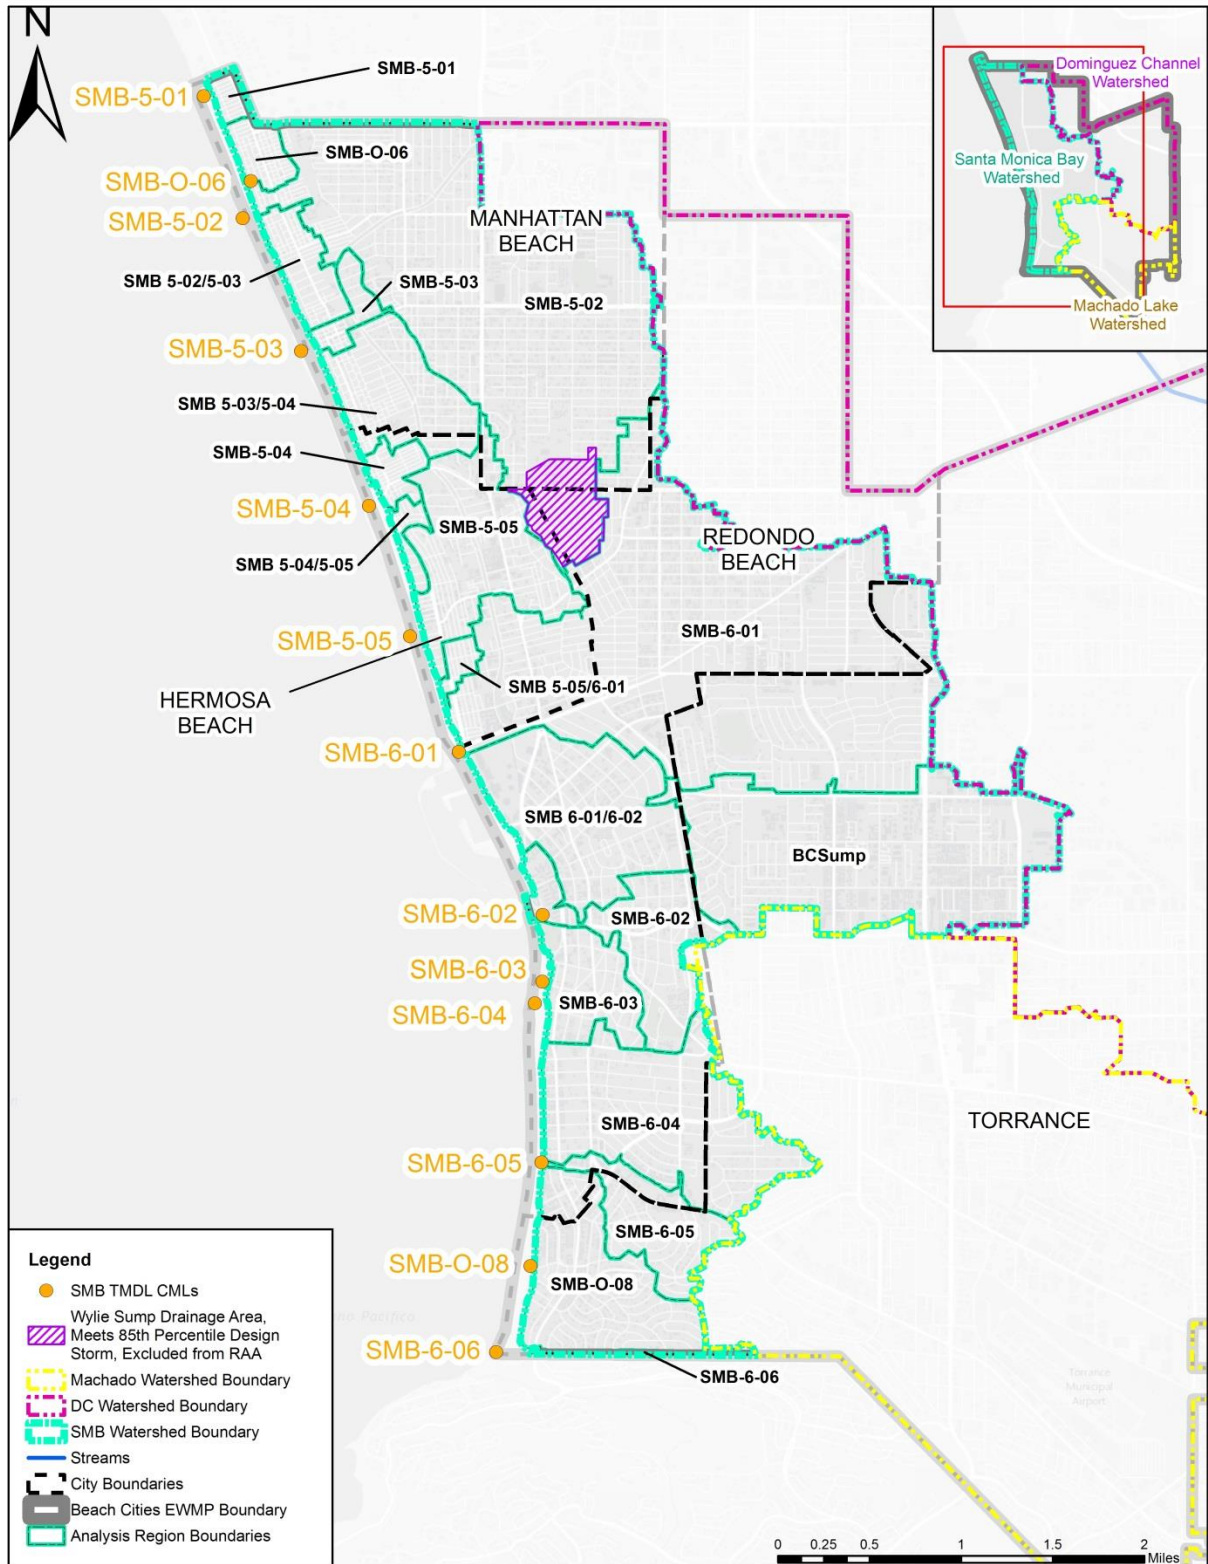 N
SMB-5-01
SMB-5-01
SMB-O-06
SMB-O-06
SMB-5-02
MANHATTAN
BEACH
SMB 5-02/5-03
SMB-5-03
SMB-5-02
SMB-5-03
SMB 5-03/5-04
SMB-5-04
SMB-5-04
SMB-5-05
SMB 5-04/5-05
REDONDO
BEACH
SMB-5-05
SMB-6-01
SMB 5-05/6-01
HERMOSA
BEACH
SMB-6-01
SMB 6-01/6-02
BCSump
SMB-6-02
SMB-6-02
SMB-6-03
SMB-6-03
SMB-6-04
SMB-6-04
TORRANCE
SMB-6-05
SMB-6-05
SMB-O-08
SMB-O-08
SMB-6-06
SMB-6-06
Torrance
Municipal
Airport
Dominguez Channel
Watershed
Santa Monica Bay
Watershed
Machado Lake
Watershed
Legend
SMB TMDL CMLs
Wylie Sump Drainage Area,
Meets 85th Percentile Design
Storm, Excluded from RAA
Machado Watershed Boundary
DC Watershed Boundary
SMB Watershed Boundary
Streams
City Boundaries
Beach Cities EWMP Boundary
Analysis Region Boundaries
0 0.25 0.5 1 1.5 2
Miles